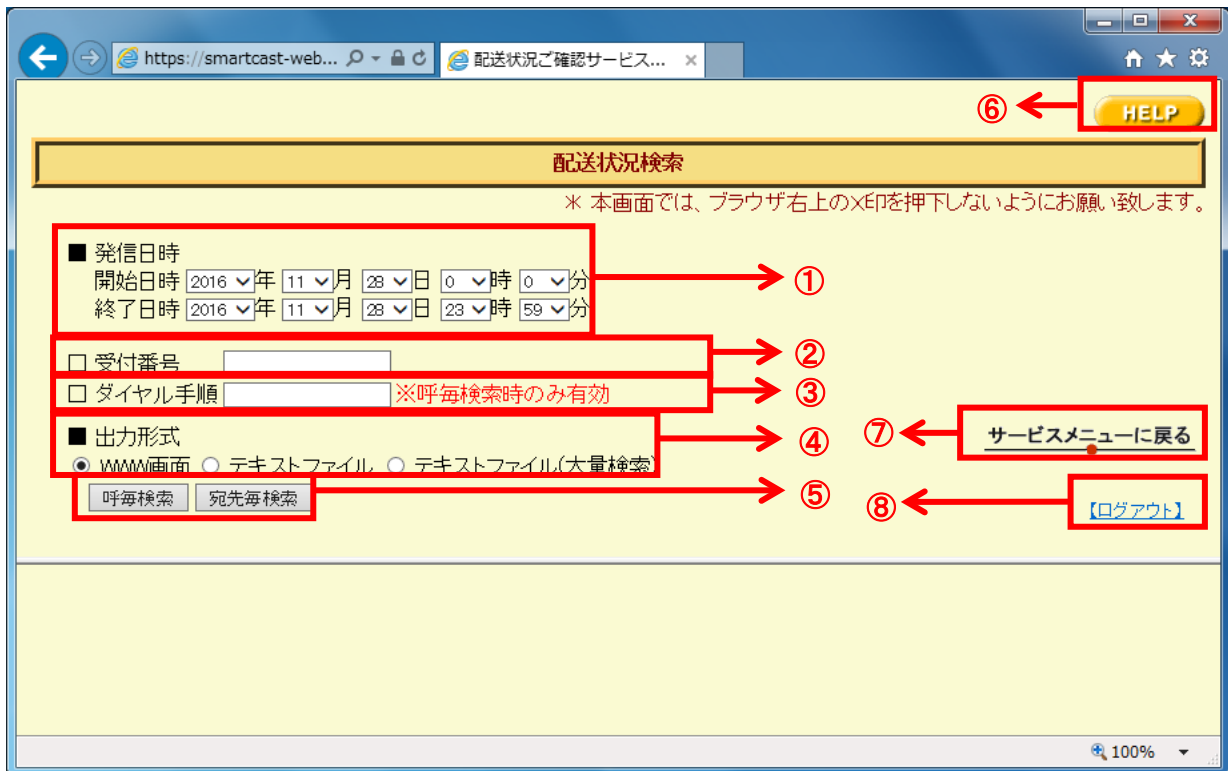 https://smartcast-web...
配送状況ご確認サービス...
⑥
HELP
配送状況検索
※ 本画面では、ブラウザ右上の×印を押下しないようにお願い致します。
■ 発信日時
開始日時 2016 年 11 月 28 日 0 時 0 分
終了日時 2016 年 11 月 28 日 23 時 59 分
①
□ 受付番号
②
□ ダイヤル手順 ※呼毎検索時のみ有効
③
■ 出力形式
WWW画面 テキストファイル テキストファイル(大量検索)
④
⑦
サービスメニューに戻る
呼毎検索 宛先毎検索
⑤
⑧
【ログアウト】
100%